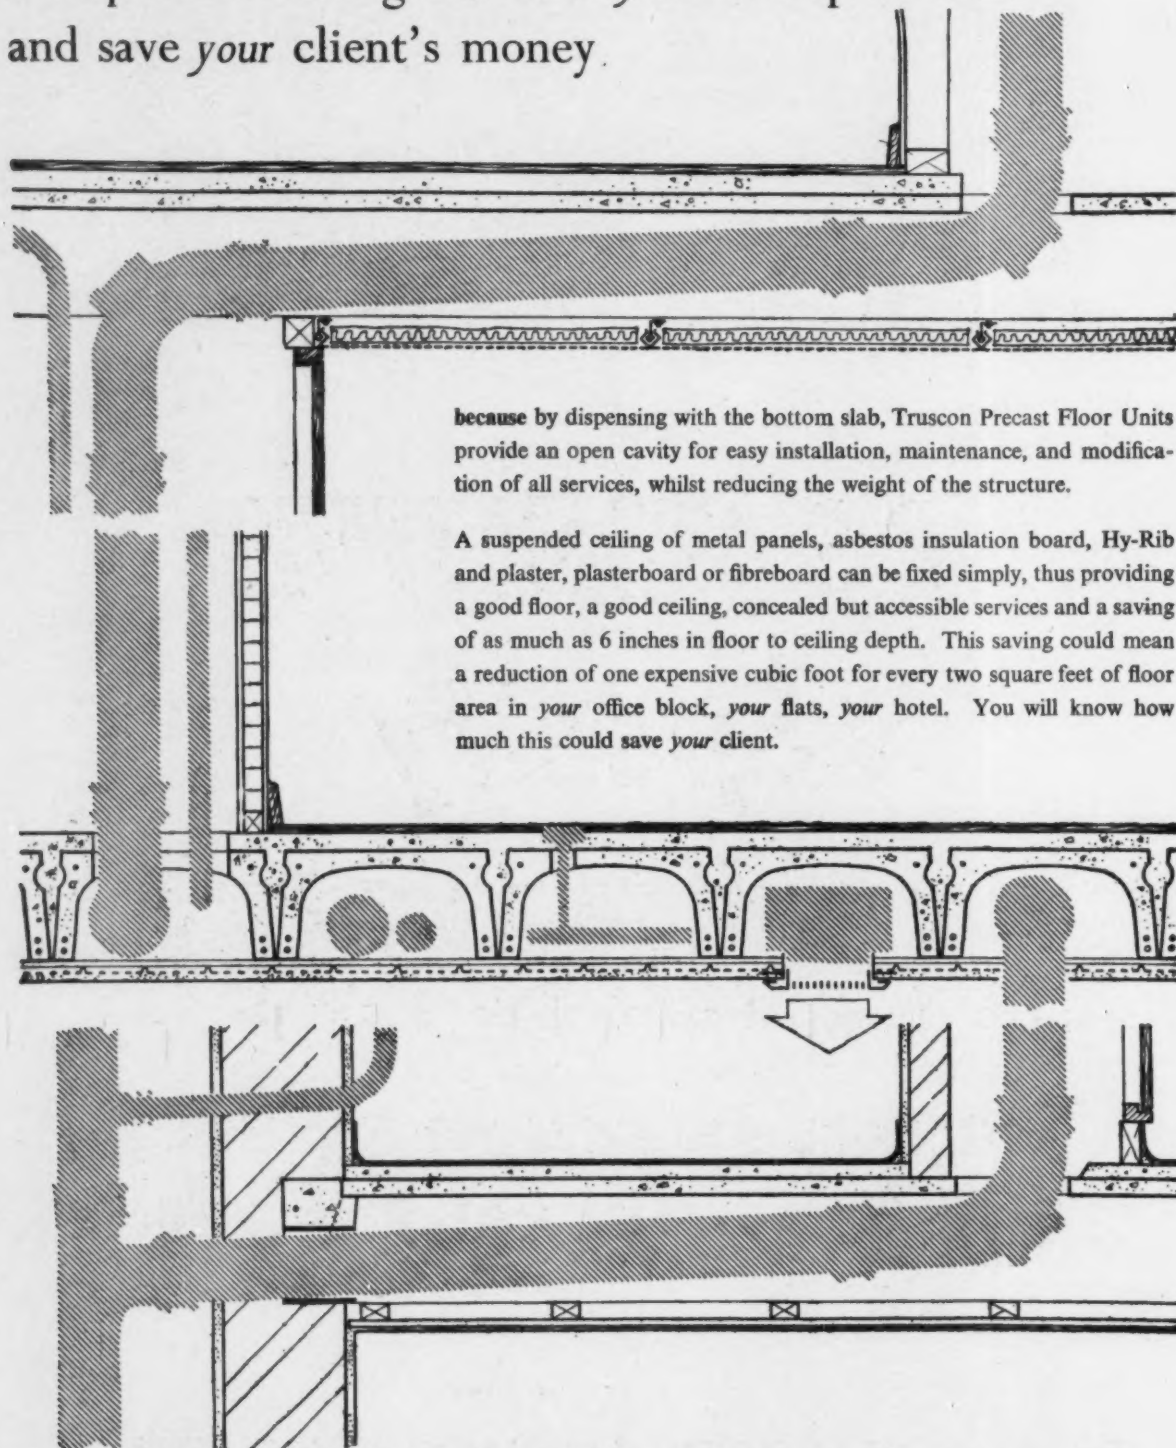 and save your client's money.
because by dispensing with the bottom slab, Truscon Precast Floor Units
provide an open cavity for easy installation, maintenance, and modifica-
tion of all services, whilst reducing the weight of the structure.
A suspended ceiling of metal panels, asbestos insulation board, Hy-Rib
and plaster, plasterboard or fibreboard can be fixed simply, thus providing
a good floor, a good ceiling, concealed but accessible services and a saving
of as much as 6 inches in floor to ceiling depth. This saving could mean
a reduction of one expensive cubic foot for every two square feet of floor
area in your office block, your flats, your hotel. You will know how
much this could save your client.